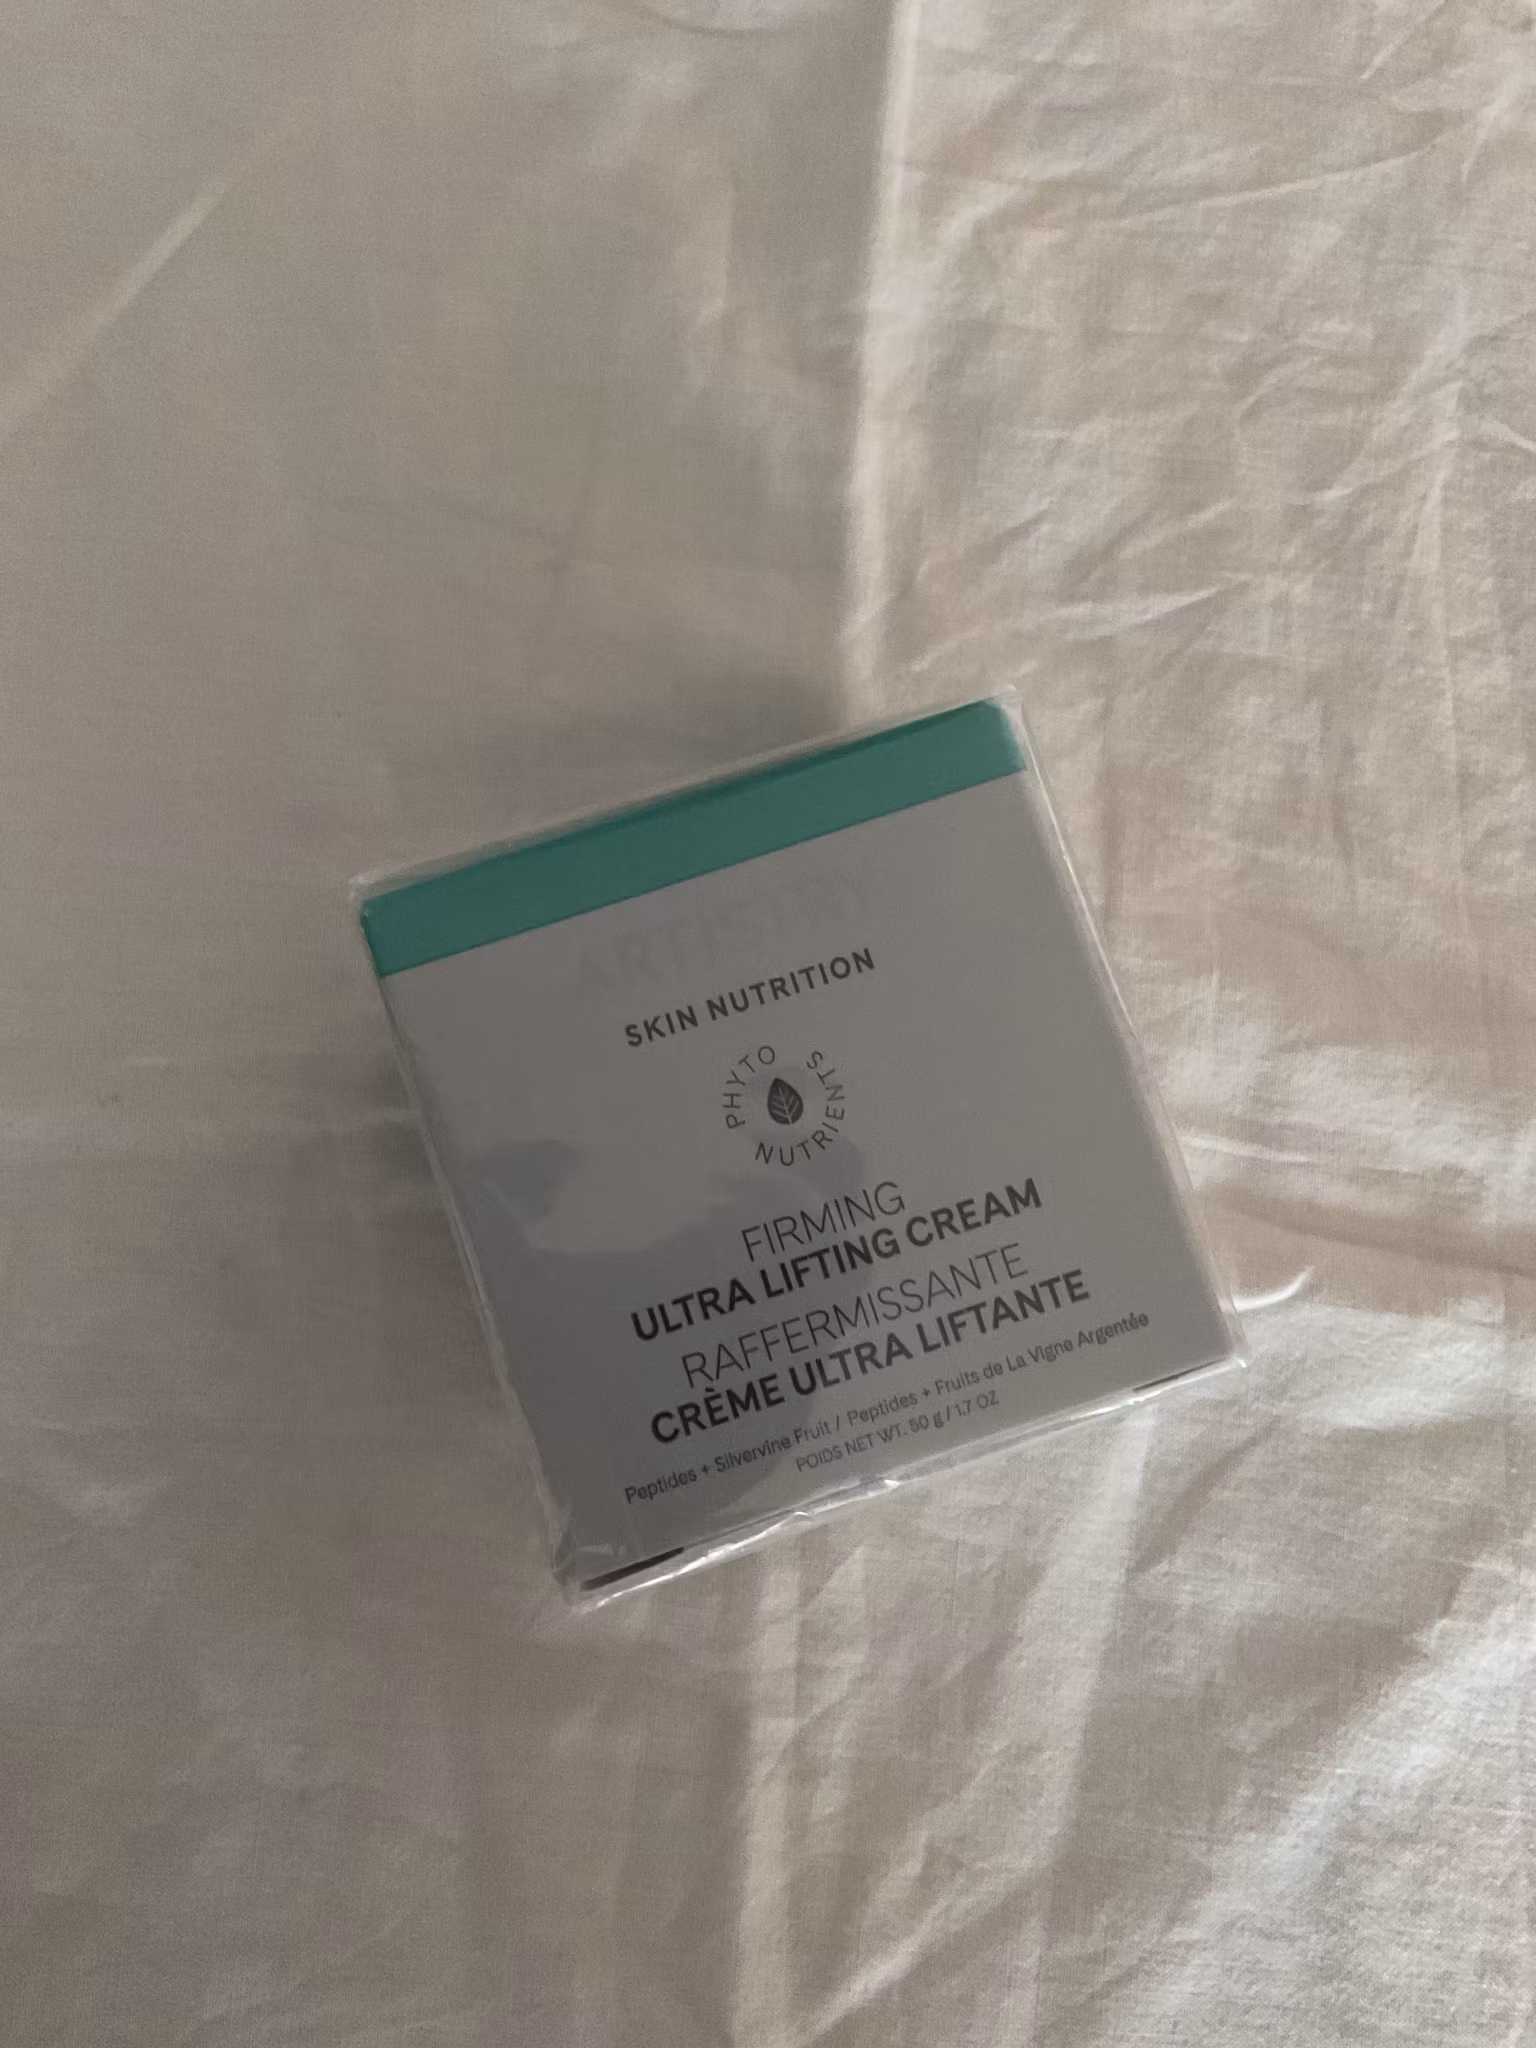 ARTISTRY
SKIN NUTRITION
PHYTO NUTRIENTS
FIRMING
ULTRA LIFTING CREAM
RAFFERMISSANTE
CRÈME ULTRA LIFTANTE
Peptides + Silvervine Fruit / Peptides + Fruits de La Vigne Argentée
POIDS NET WT. 50 g / 1.7 OZ